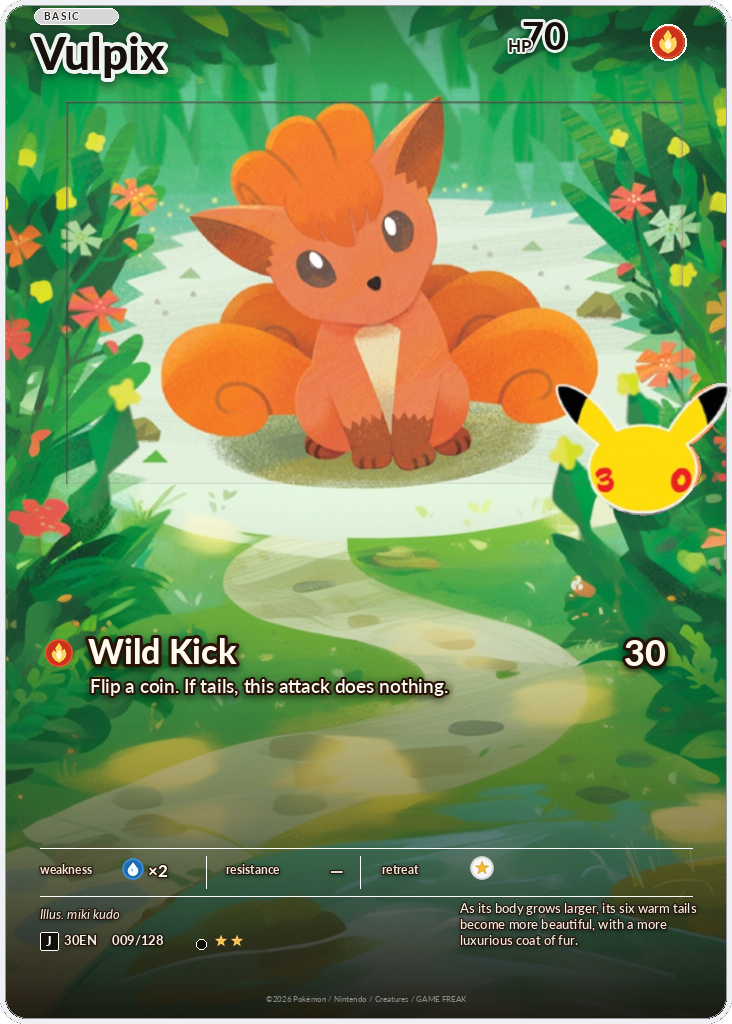 BASIC
Vulpix
HP70
30
Wild Kick 30
Flip a coin. If tails, this attack does nothing.
weakness ×2 resistance — retreat
Illus. miki kudo
As its body grows larger, its six warm tails
become more beautiful, with a more
luxurious coat of fur.
J 30EN 009/128
©2026 Pokémon / Nintendo / Creatures / GAME FREAK